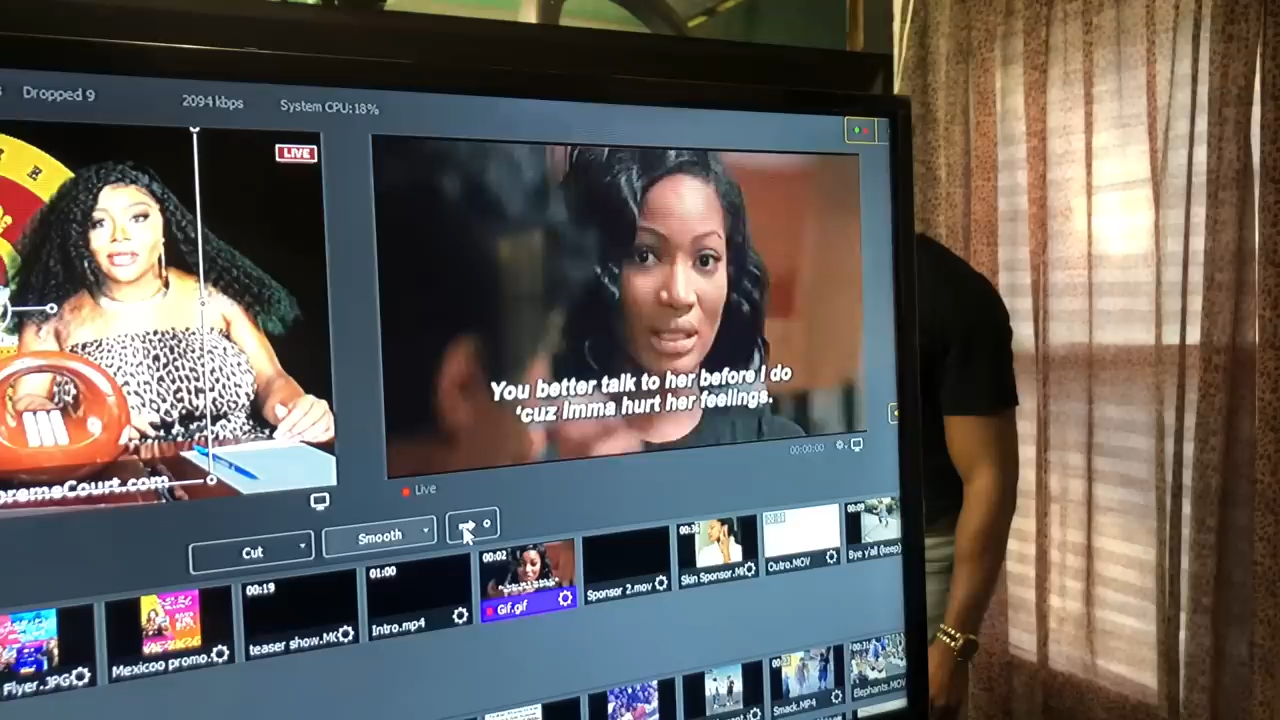 Dropped 9
2094 kbps
System CPU:18%
R E
LIVE
You better talk to her before I do
'cuz Imma hurt her feelings.
00:00:00
Live
premeCourt.com
Cut
Smooth
00:19
01:00
00:02
00:36
00:09
Flyer.JPG
Mexicoo promo.
teaser show.M
Intro.mp4
Gif.gif
Sponsor 2.mov
Skin Sponsor.M
Outro.MOV
Bye y'all (keep)
Smack.MP4
Elephants.MOV